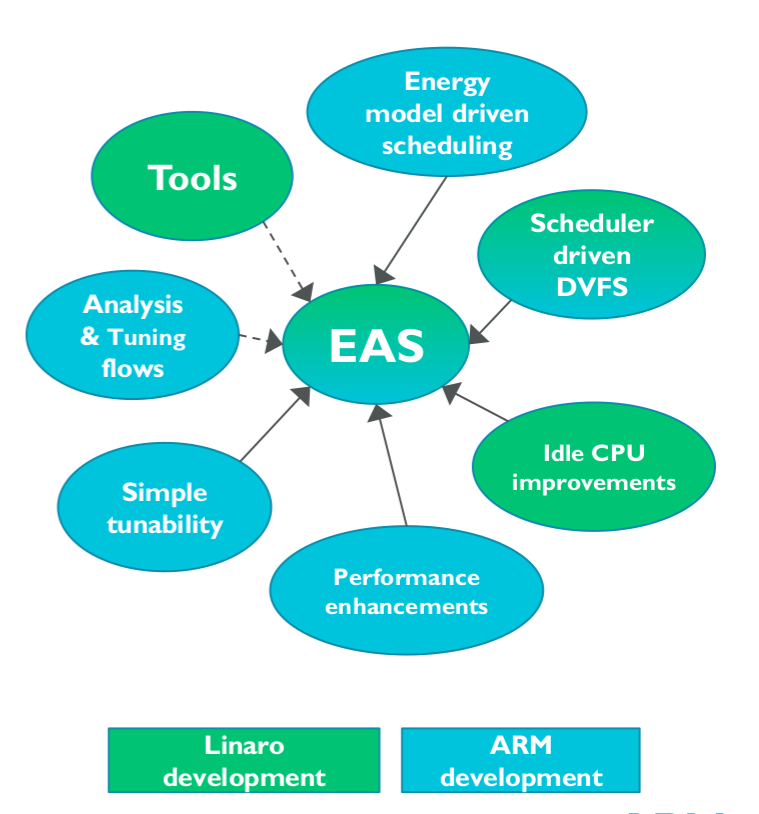 Energy
model driven
scheduling
Tools
Scheduler
driven
DVFS
Analysis
& Tuning
flows
EAS
Idle CPU
improvements
Simple
tunability
Performance
enhancements
Linaro
development
ARM
development